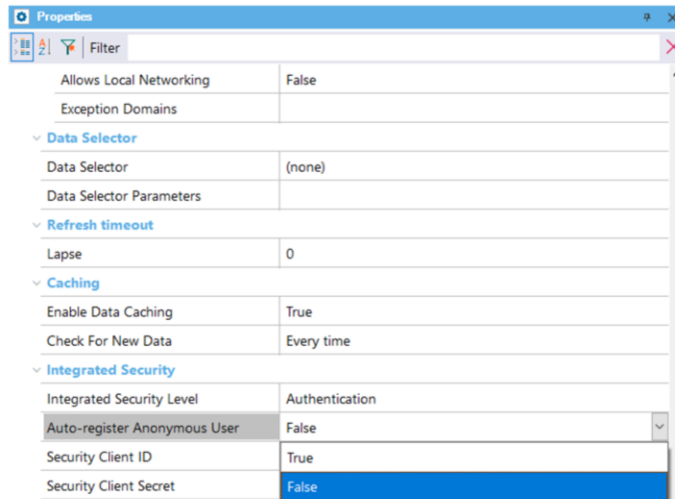 Properties
Filter
Allows Local Networking False
Exception Domains
Data Selector
Data Selector (none)
Data Selector Parameters
Refresh timeout
Lapse 0
Caching
Enable Data Caching True
Check For New Data Every time
Integrated Security
Integrated Security Level Authentication
Auto-register Anonymous User False
Security Client ID True
Security Client Secret False